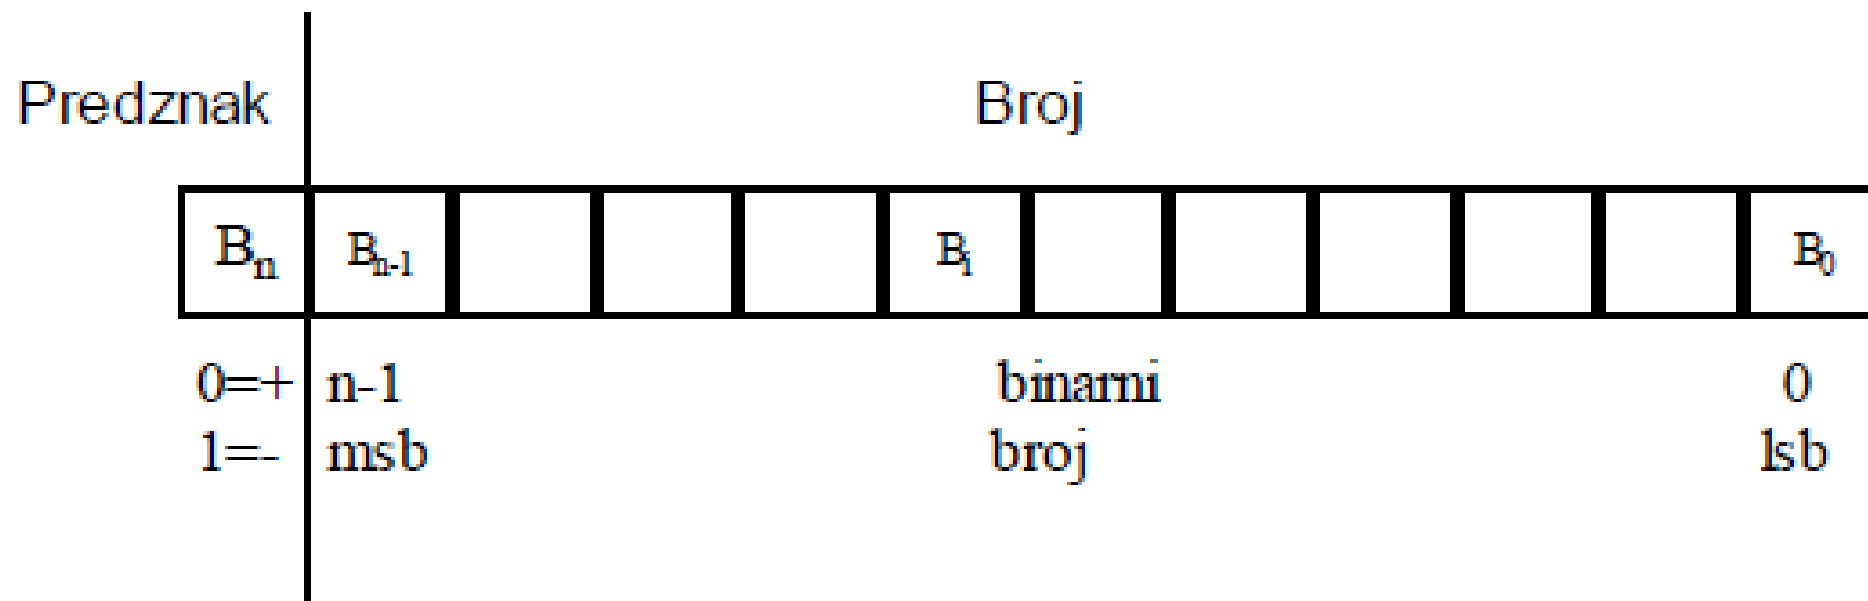 Predznak Broj
Bn Bn-1 Bi B0
0=+ n-1 binarni 0
1=- msb broj lsb